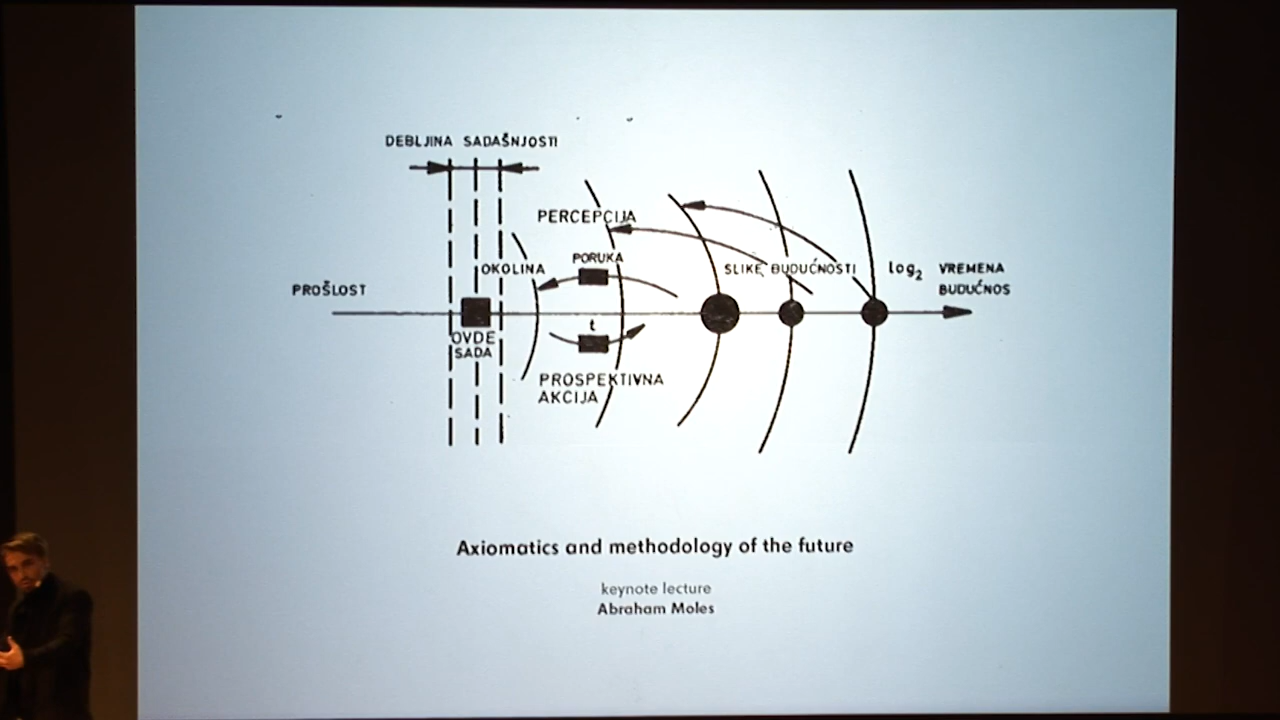 DEBLJINA SADAŠNJOSTI
PERCEPCIJA
PORUKA
OKOLINA
SLIKE BUDUĆNOSTI
log₂ VREMENA
BUDUĆNOS
PROŠLOST
t
OVDE
SADA
PROSPEKTIVNA
AKCIJA
Axiomatics and methodology of the future
keynote lecture
Abraham Moles